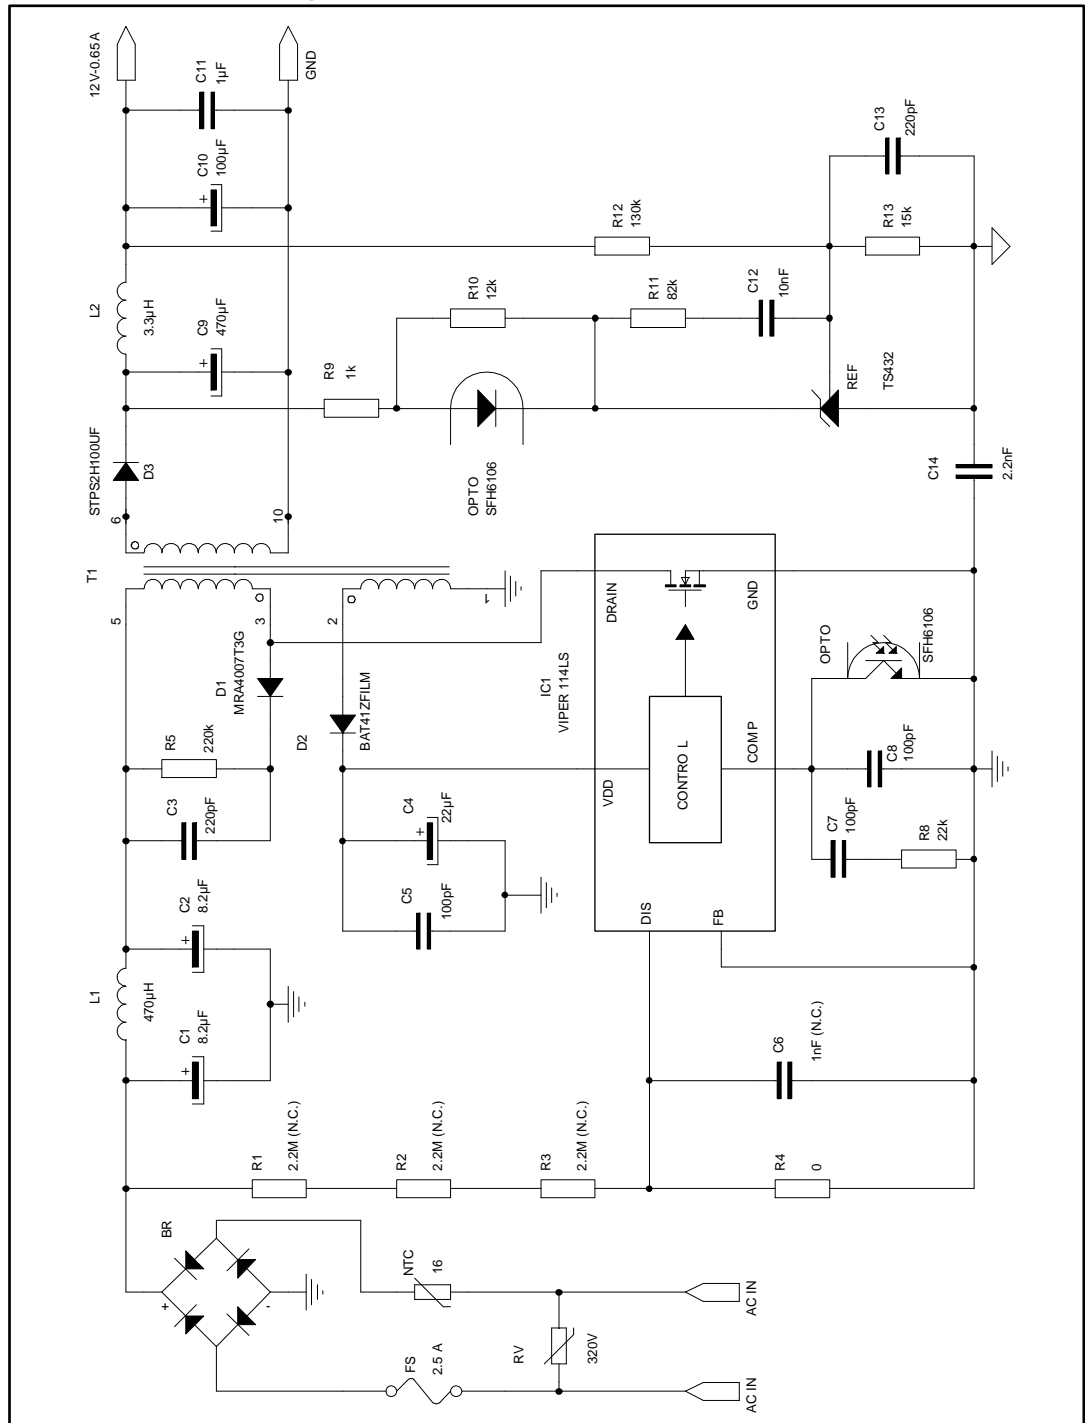 12V-0.65A
GND
C11
1µF
C10
100µF
L2
3.3µH
C9
470µF
+
+
R12
130k
C13
220pF
R13
15k
R10
12k
R11
82k
C12
10nF
R9
1k
REF
TS432
STPS2H100UF
D3
6
10
OPTO
SFH6106
C14
2.2nF
T1
5
3
2
1
DRAIN
GND
IC1
VIPER 114LS
D1
MRA4007T3G
R5
220k
D2
BAT41ZFILM
C3
220pF
VDD
CONTROL
COMP
OPTO
SFH6106
C8
100pF
C7
100pF
R8
22k
C4
22µF
+
C5
100pF
DIS
FB
C2
8.2µF
+
L1
470µH
C1
8.2µF
+
C6
1nF (N.C.)
R1
2.2M (N.C.)
R2
2.2M (N.C.)
R3
2.2M (N.C.)
R4
0
BR
+
-
NTC
16
FS
2.5 A
RV
320V
AC IN
AC IN